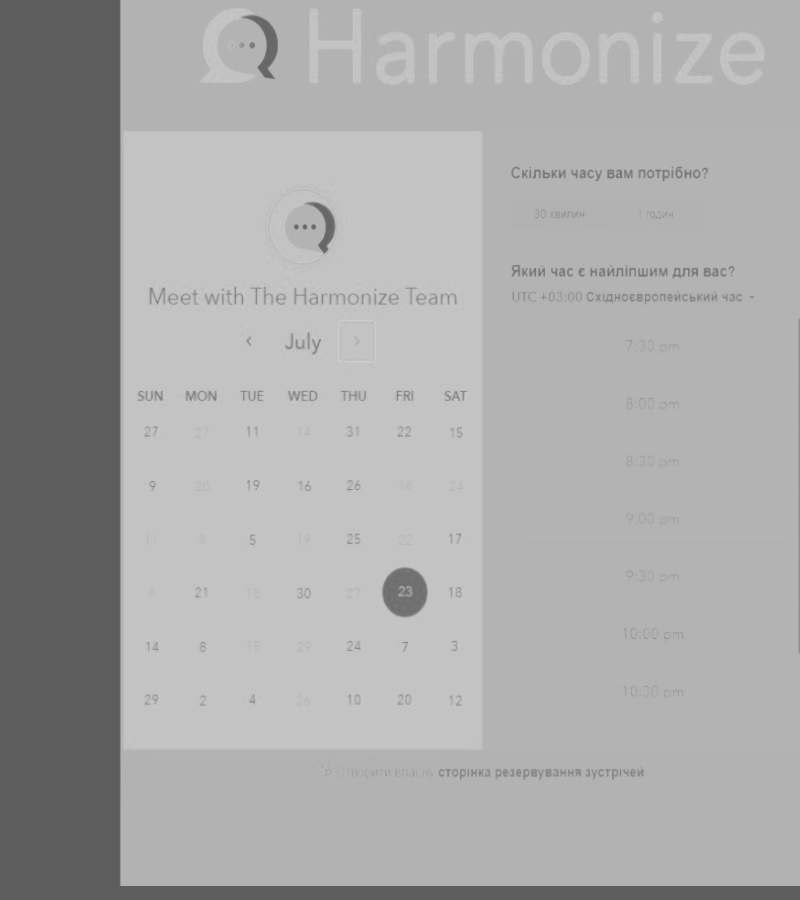 Harmonize
Meet with The Harmonize Team
July
SUN MON TUE WED THU FRI SAT
27 27 11 14 31 22 15
9 20 19 16 26 16 24
11 8 5 19 25 22 17
8 21 18 30 27 23 18
14 8 15 29 24 7 3
29 2 4 26 10 20 12
Скільки часу вам потрібно?
30 хвилин 1 годин
Який час є найліпшим для вас?
UTC +03:00 Східноєвропейський час
7:30 pm
8:00 pm
8:30 pm
9:00 pm
9:30 pm
10:00 pm
10:30 pm
Створити власну сторінка резервування зустрічей